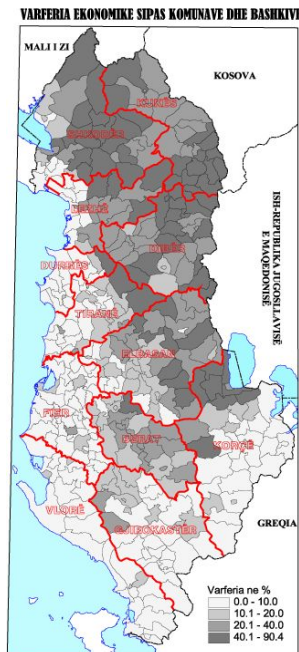 VARFERIA EKONOMIKE SIPAS KOMUNAVE DHE BASHKIVE
MALI I ZI
KOSOVA
KUKËS
SHKODËR
LEZHË
DIBËR
ISH-REPUBLIKA JUGOSLLAVISË
E MAQEDONISË
DURRËS
TIRANË
ELBASAN
FIER
BERAT
KORÇË
VLORË
GJIROKASTËR
GREQIA
Varferia ne %
0.0 - 10.0
10.1 - 20.0
20.1 - 40.0
40.1 - 90.4